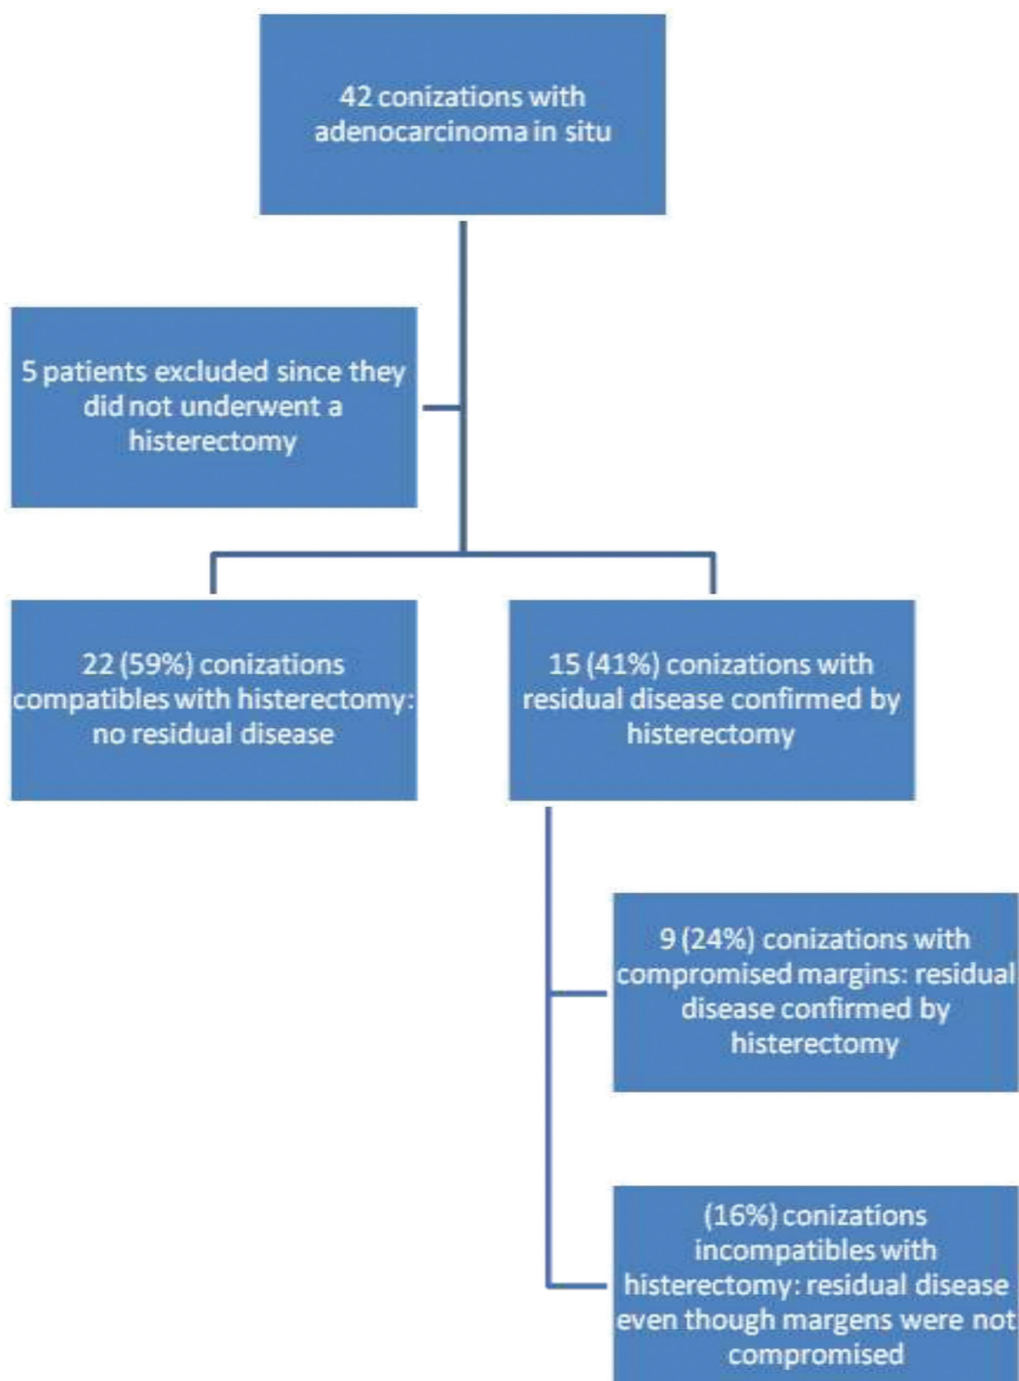 42 conizations with
adenocarcinoma in situ
5 patients excluded since they
did not underwent a
histerectomy
22 (59%) conizations
compatibles with histerectomy:
no residual disease
15 (41%) conizations with
residual disease confirmed by
histerectomy
9 (24%) conizations with
compromised margins: residual
disease confirmed by
histerectomy
(16%) conizations
incompatibles with
histerectomy: residual disease
even though margens were not
compromised